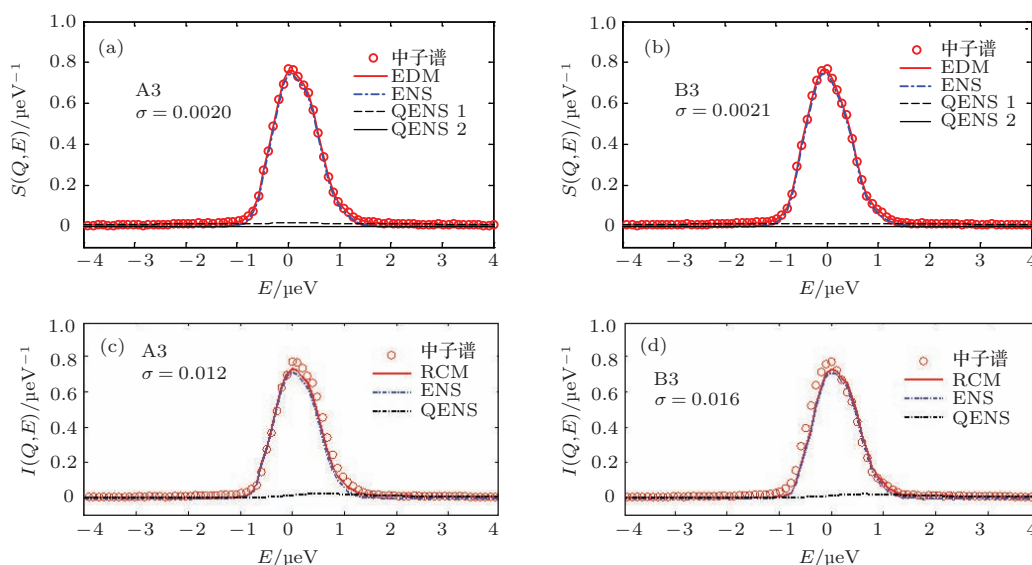 (a)
A3
σ = 0.0020
中子谱
EDM
ENS
QENS 1
QENS 2
S(Q,E)/μeV⁻¹
1.0
0.8
0.6
0.4
0.2
0
−4 −3 −2 −1 0 1 2 3 4
E/μeV
(b)
B3
σ = 0.0021
中子谱
EDM
ENS
QENS 1
QENS 2
S(Q,E)/μeV⁻¹
1.0
0.8
0.6
0.4
0.2
0
−4 −3 −2 −1 0 1 2 3 4
E/μeV
(c)
A3
σ = 0.012
中子谱
RCM
ENS
QENS
I(Q,E)/μeV⁻¹
1.0
0.8
0.6
0.4
0.2
0
−4 −3 −2 −1 0 1 2 3 4
E/μeV
(d)
B3
σ = 0.016
中子谱
RCM
ENS
QENS
I(Q,E)/μeV⁻¹
1.0
0.8
0.6
0.4
0.2
0
−4 −3 −2 −1 0 1 2 3 4
E/μeV